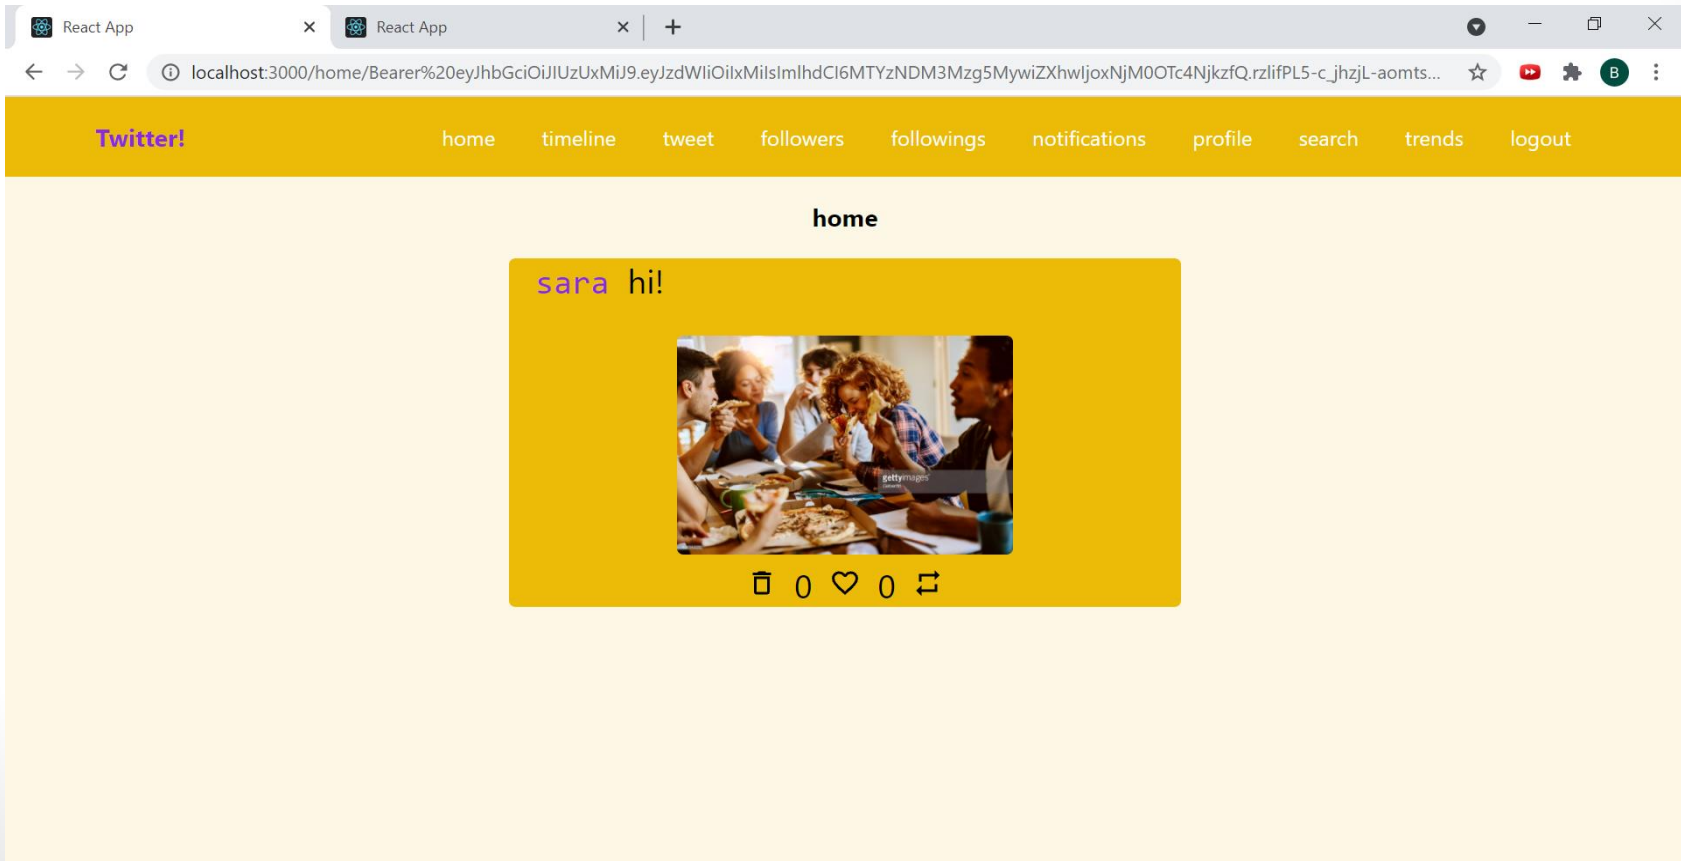 React App
React App
localhost:3000/home/Bearer%20eyJhbGciOiJIUzUxMiJ9.eyJzdWIiOiIxMiIsImlhdCI6MTYzNDM3Mzg5MywiZXhwIjoxNjM0OTc4NjkzfQ.rzlifPL5-c_jhzjL-aomts...
B
Twitter! home timeline tweet followers followings notifications profile search trends logout
home
sara hi!
gettyimages
0 0